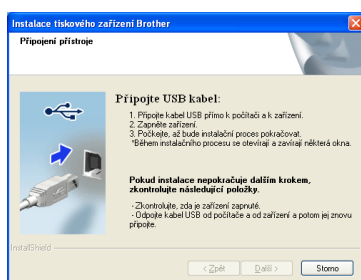 Instalace tiskového zařízení Brother
Připojení přístroje
Připojte USB kabel:
1. Připojte kabel USB přímo k počítači a k zařízení.
2. Zapněte zařízení.
3. Počkejte, až bude instalační proces pokračovat.
*Během instalačního procesu se otevírají a zavírají některá okna.
Pokud instalace nepokračuje dalším krokem,
zkontrolujte následující položky.
- Zkontrolujte, zda je zařízení zapnuté.
- Odpojte kabel USB od počítače a od zařízení a potom jej znovu
připojte.
InstallShield
< Zpět
Další >
Storno